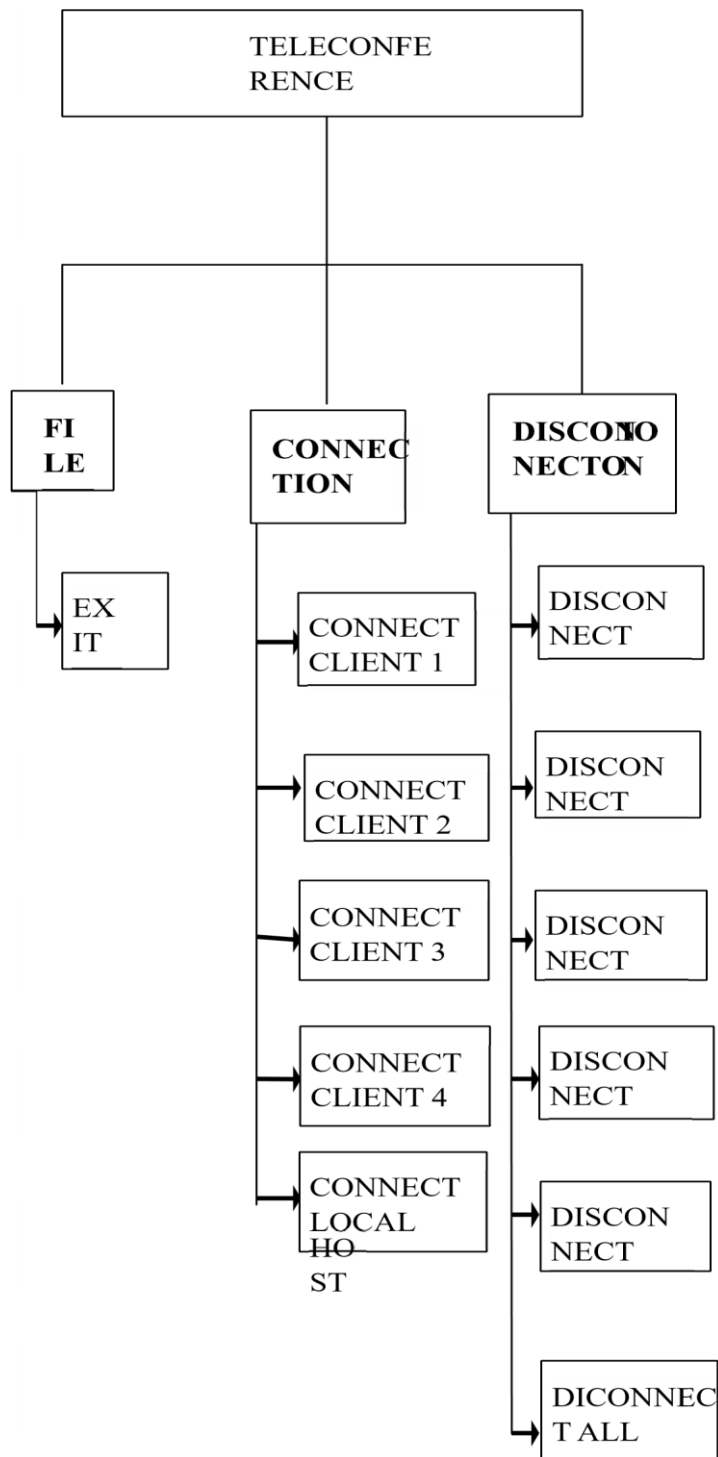 TELECONFE
RENCE
FI
LE
CONNEC
TION
DISCON
NECTON
EX
IT
CONNECT
CLIENT 1
CONNECT
CLIENT 2
CONNECT
CLIENT 3
CONNECT
CLIENT 4
CONNECT
LOCAL
HO
ST
DISCON
NECT
DISCON
NECT
DISCON
NECT
DISCON
NECT
DISCON
NECT
DICONNEC
T ALL